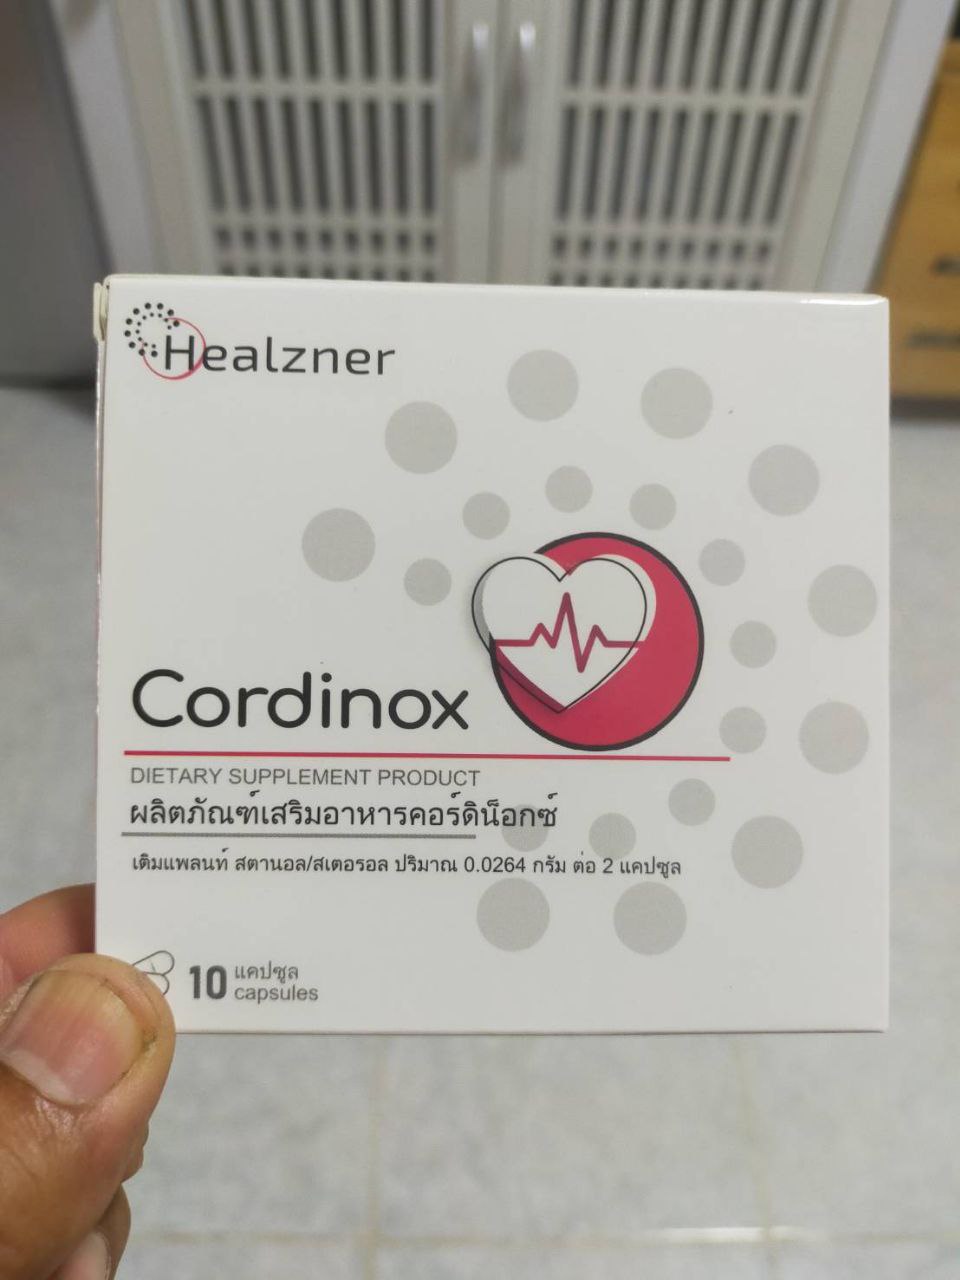 Healzner
Cordinox
DIETARY SUPPLEMENT PRODUCT
ผลิตภัณฑ์เสริมอาหารคอร์ดิน็อกซ์
เติมแพลนท์ สตานอล/สเตอรอล ปริมาณ 0.0264 กรัม ต่อ 2 แคปซูล
10 แคปซูล
capsules